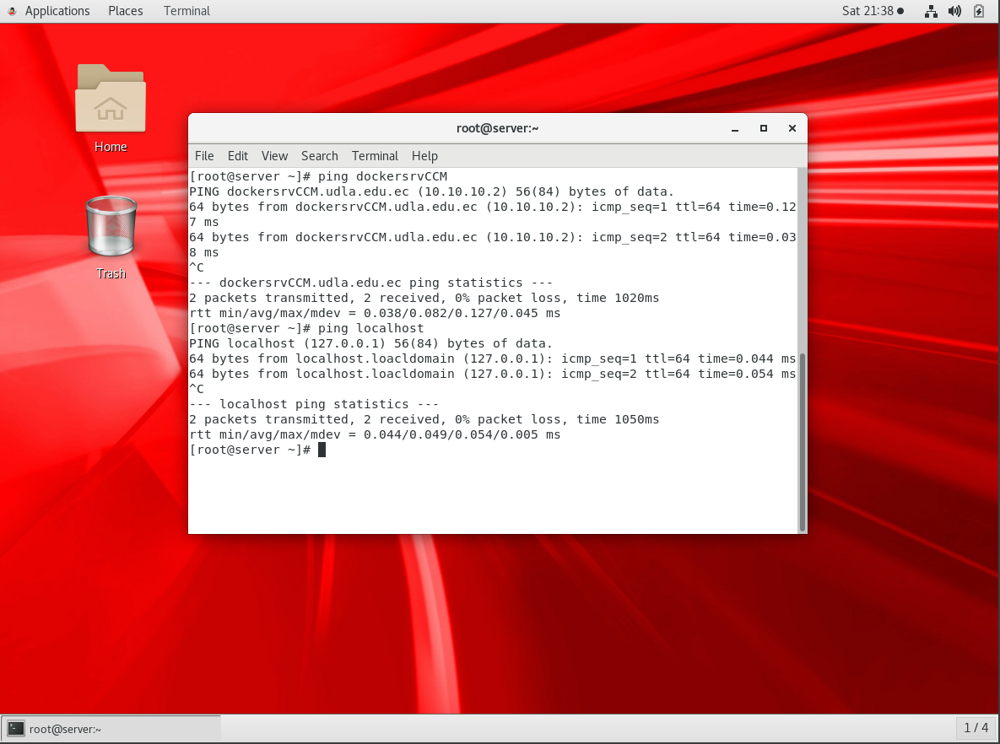 Applications Places Terminal Sat 21:38
Home
Trash
root@server:~
File Edit View Search Terminal Help
[root@server ~]# ping dockersrvCCM
PING dockersrvCCM.udla.edu.ec (10.10.10.2) 56(84) bytes of data.
64 bytes from dockersrvCCM.udla.edu.ec (10.10.10.2): icmp_seq=1 ttl=64 time=0.12
7 ms
64 bytes from dockersrvCCM.udla.edu.ec (10.10.10.2): icmp_seq=2 ttl=64 time=0.03
8 ms
^C
--- dockersrvCCM.udla.edu.ec ping statistics ---
2 packets transmitted, 2 received, 0% packet loss, time 1020ms
rtt min/avg/max/mdev = 0.038/0.082/0.127/0.045 ms
[root@server ~]# ping localhost
PING localhost (127.0.0.1) 56(84) bytes of data.
64 bytes from localhost.loacldomain (127.0.0.1): icmp_seq=1 ttl=64 time=0.044 ms
64 bytes from localhost.loacldomain (127.0.0.1): icmp_seq=2 ttl=64 time=0.054 ms
^C
--- localhost ping statistics ---
2 packets transmitted, 2 received, 0% packet loss, time 1050ms
rtt min/avg/max/mdev = 0.044/0.049/0.054/0.005 ms
[root@server ~]#
root@server:~ 1 / 4